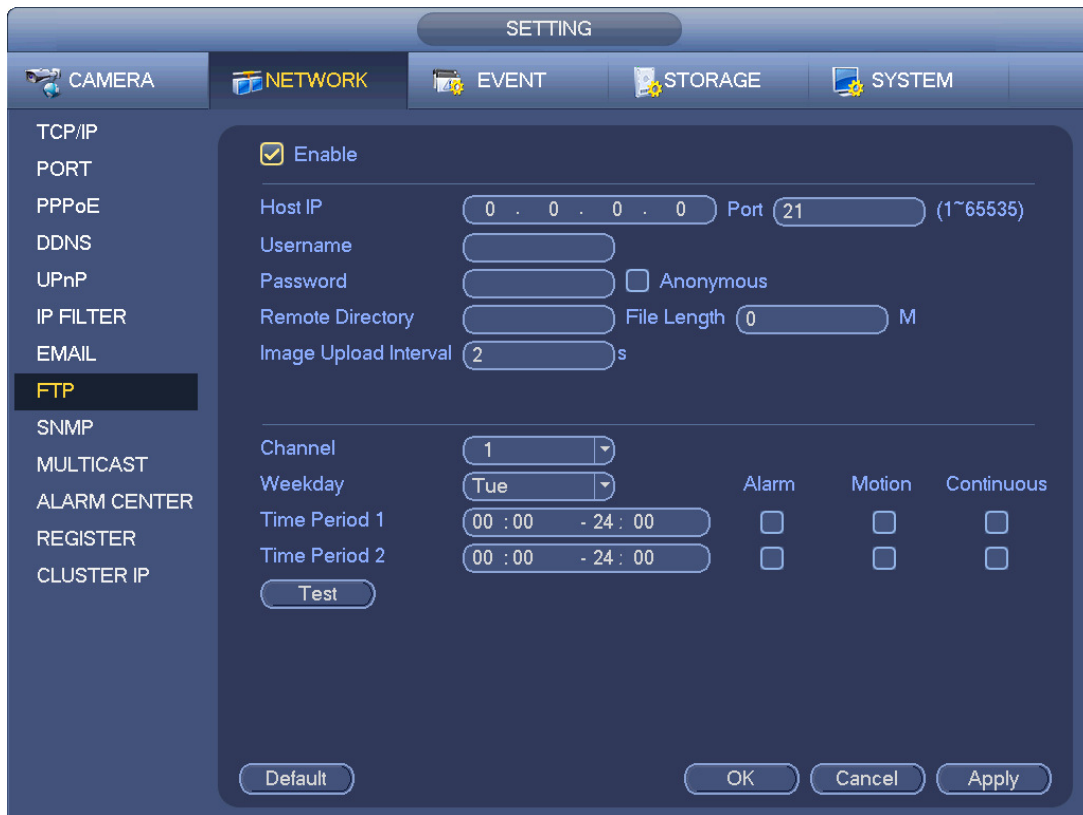 SETTING
CAMERA NETWORK EVENT STORAGE SYSTEM
TCP/IP
PORT
PPPoE
DDNS
UPnP
IP FILTER
EMAIL
FTP
SNMP
MULTICAST
ALARM CENTER
REGISTER
CLUSTER IP
Enable
Host IP 0 . 0 . 0 . 0 Port 21 (1~65535)
Username
Password Anonymous
Remote Directory File Length 0 M
Image Upload Interval 2 s
Channel 1
Weekday Tue Alarm Motion Continuous
Time Period 1 00 :00 - 24 : 00
Time Period 2 00 :00 - 24 : 00
Test
Default OK Cancel Apply